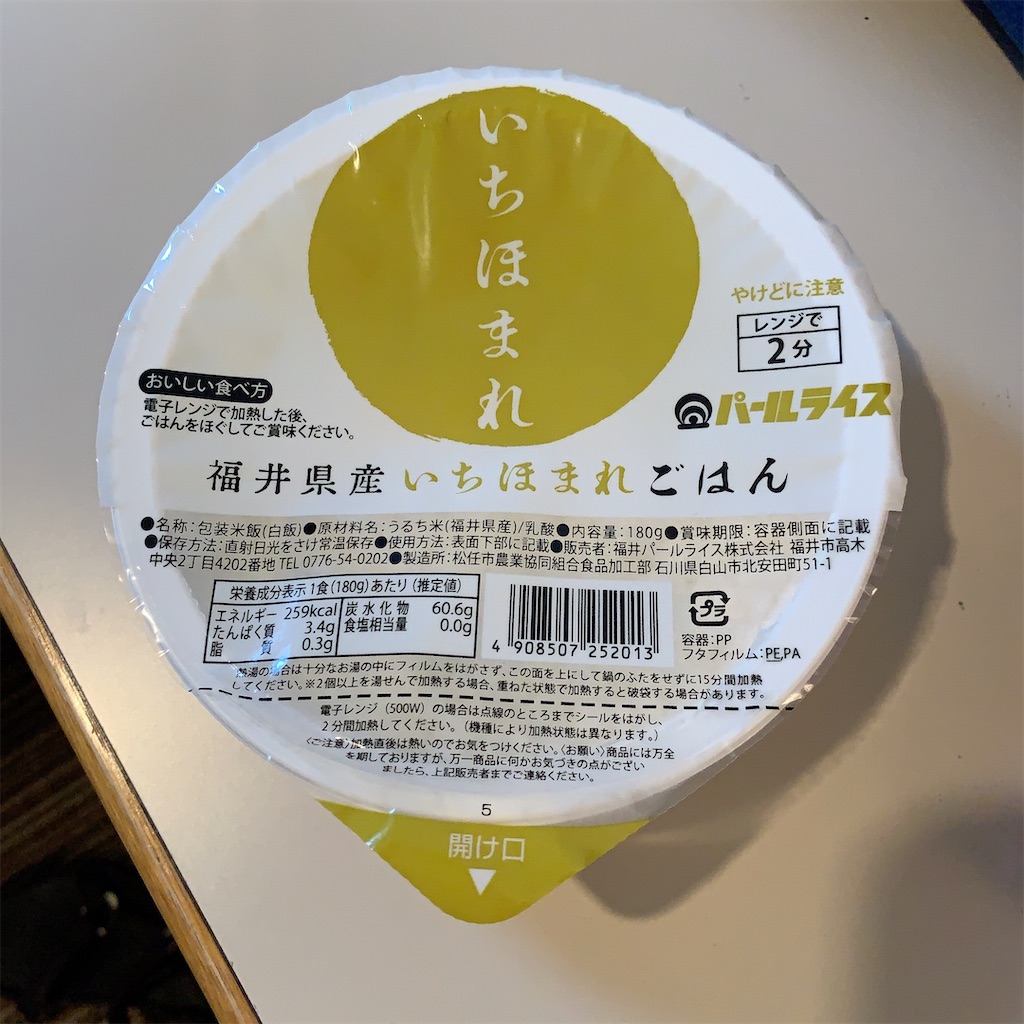 いちほまれ
やけどに注意
レンジで
2分
パールライス
おいしい食べ方
電子レンジで加熱した後、
ごはんをほぐしてご賞味ください。
福井県産いちほまれごはん
●名称:包装米飯(白飯)●原材料名:うるち米(福井県産)/乳酸●内容量:180g●賞味期限:容器側面に記載
●保存方法:直射日光をさけ常温保存●使用方法:表面下部に記載●販売者:福井パールライス株式会社 福井市高木
中央2丁目4202番地 TEL 0776-54-0202●製造所:松任市農業協同組合食品加工部 石川県白山市北安田町51-1
栄養成分表示 1食(180g)あたり(推定値)
エネルギー 259kcal 炭水化物 60.6g
たんぱく質 3.4g 食塩相当量 0.0g
脂質 0.3g
4 908507 252013
プラ
容器:PP
フタフィルム:PE,PA
熱湯の場合は十分なお湯の中にフィルムをはがさず、この面を上にして鍋のふたをせずに15分間加熱
してください。※2個以上を湯せんで加熱する場合、重ねた状態で加熱すると破袋する場合があります。
電子レンジ(500W)の場合は点線のところまでシールをはがし、
2分間加熱してください。(機種により加熱状態は異なります。)
〈ご注意〉加熱直後は熱いのでお気をつけください。〈お願い〉商品には万全
を期しておりますが、万一商品に何かお気づきの点がござい
ましたら、上記販売者までご連絡ください。
5
開け口